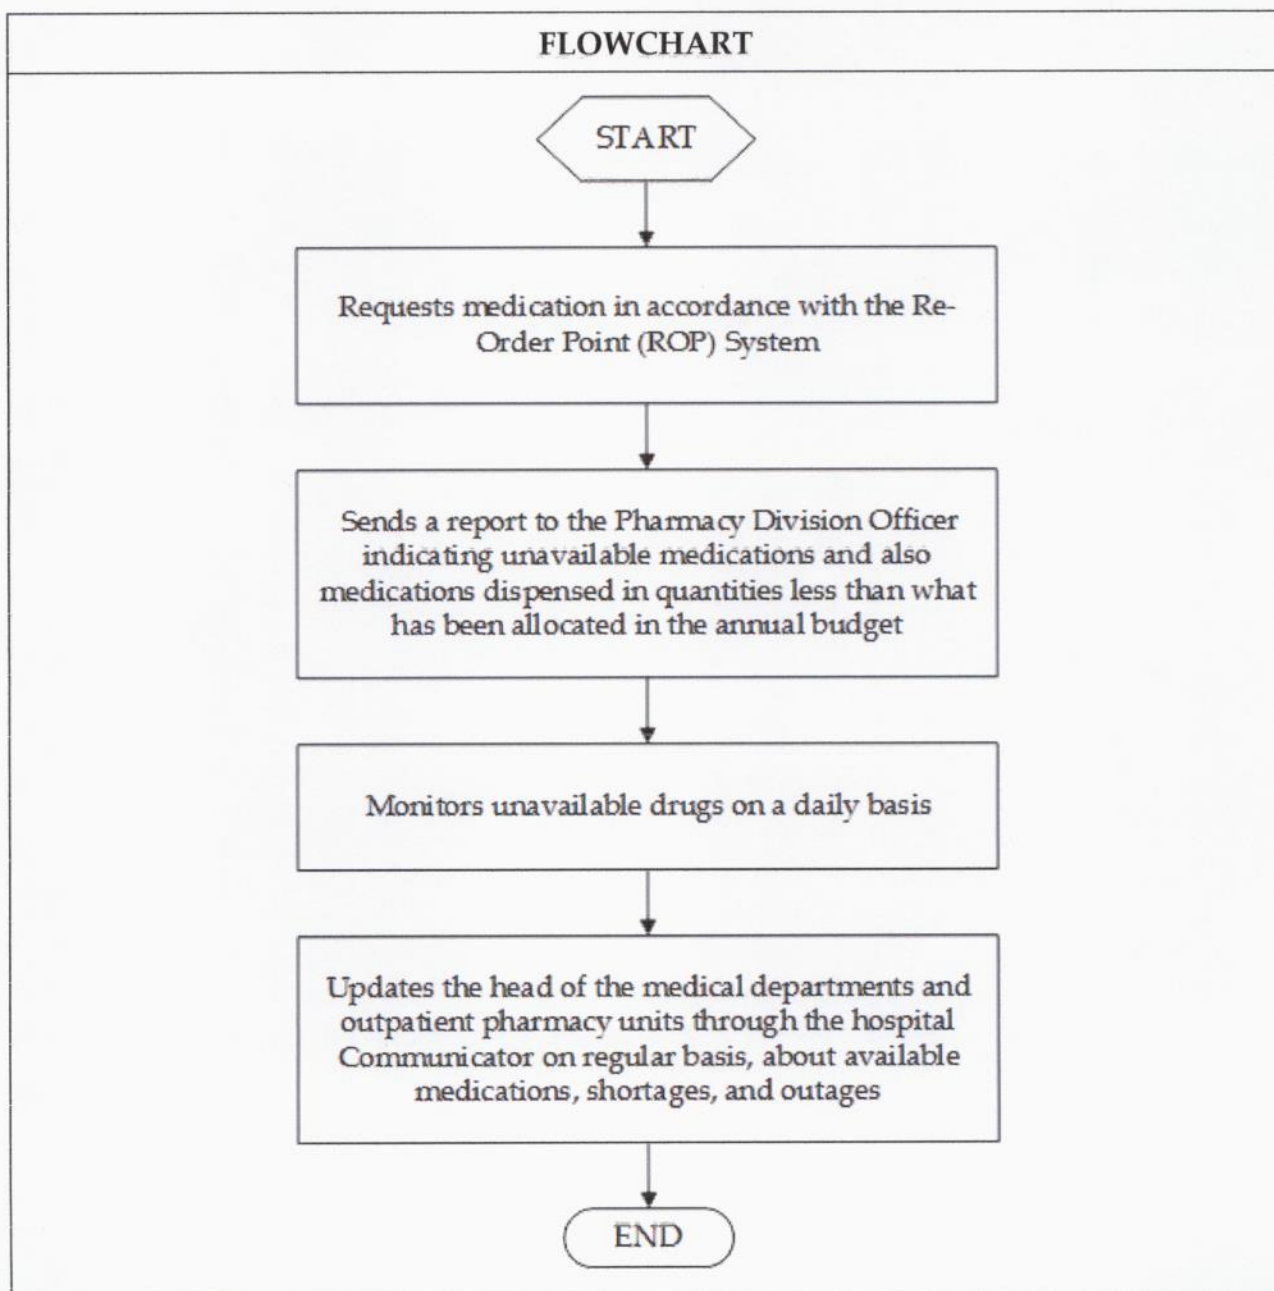 FLOWCHART
START
Requests medication in accordance with the Re-
Order Point (ROP) System
Sends a report to the Pharmacy Division Officer
indicating unavailable medications and also
medications dispensed in quantities less than what
has been allocated in the annual budget
Monitors unavailable drugs on a daily basis
Updates the head of the medical departments and
outpatient pharmacy units through the hospital
Communicator on regular basis, about available
medications, shortages, and outages
END